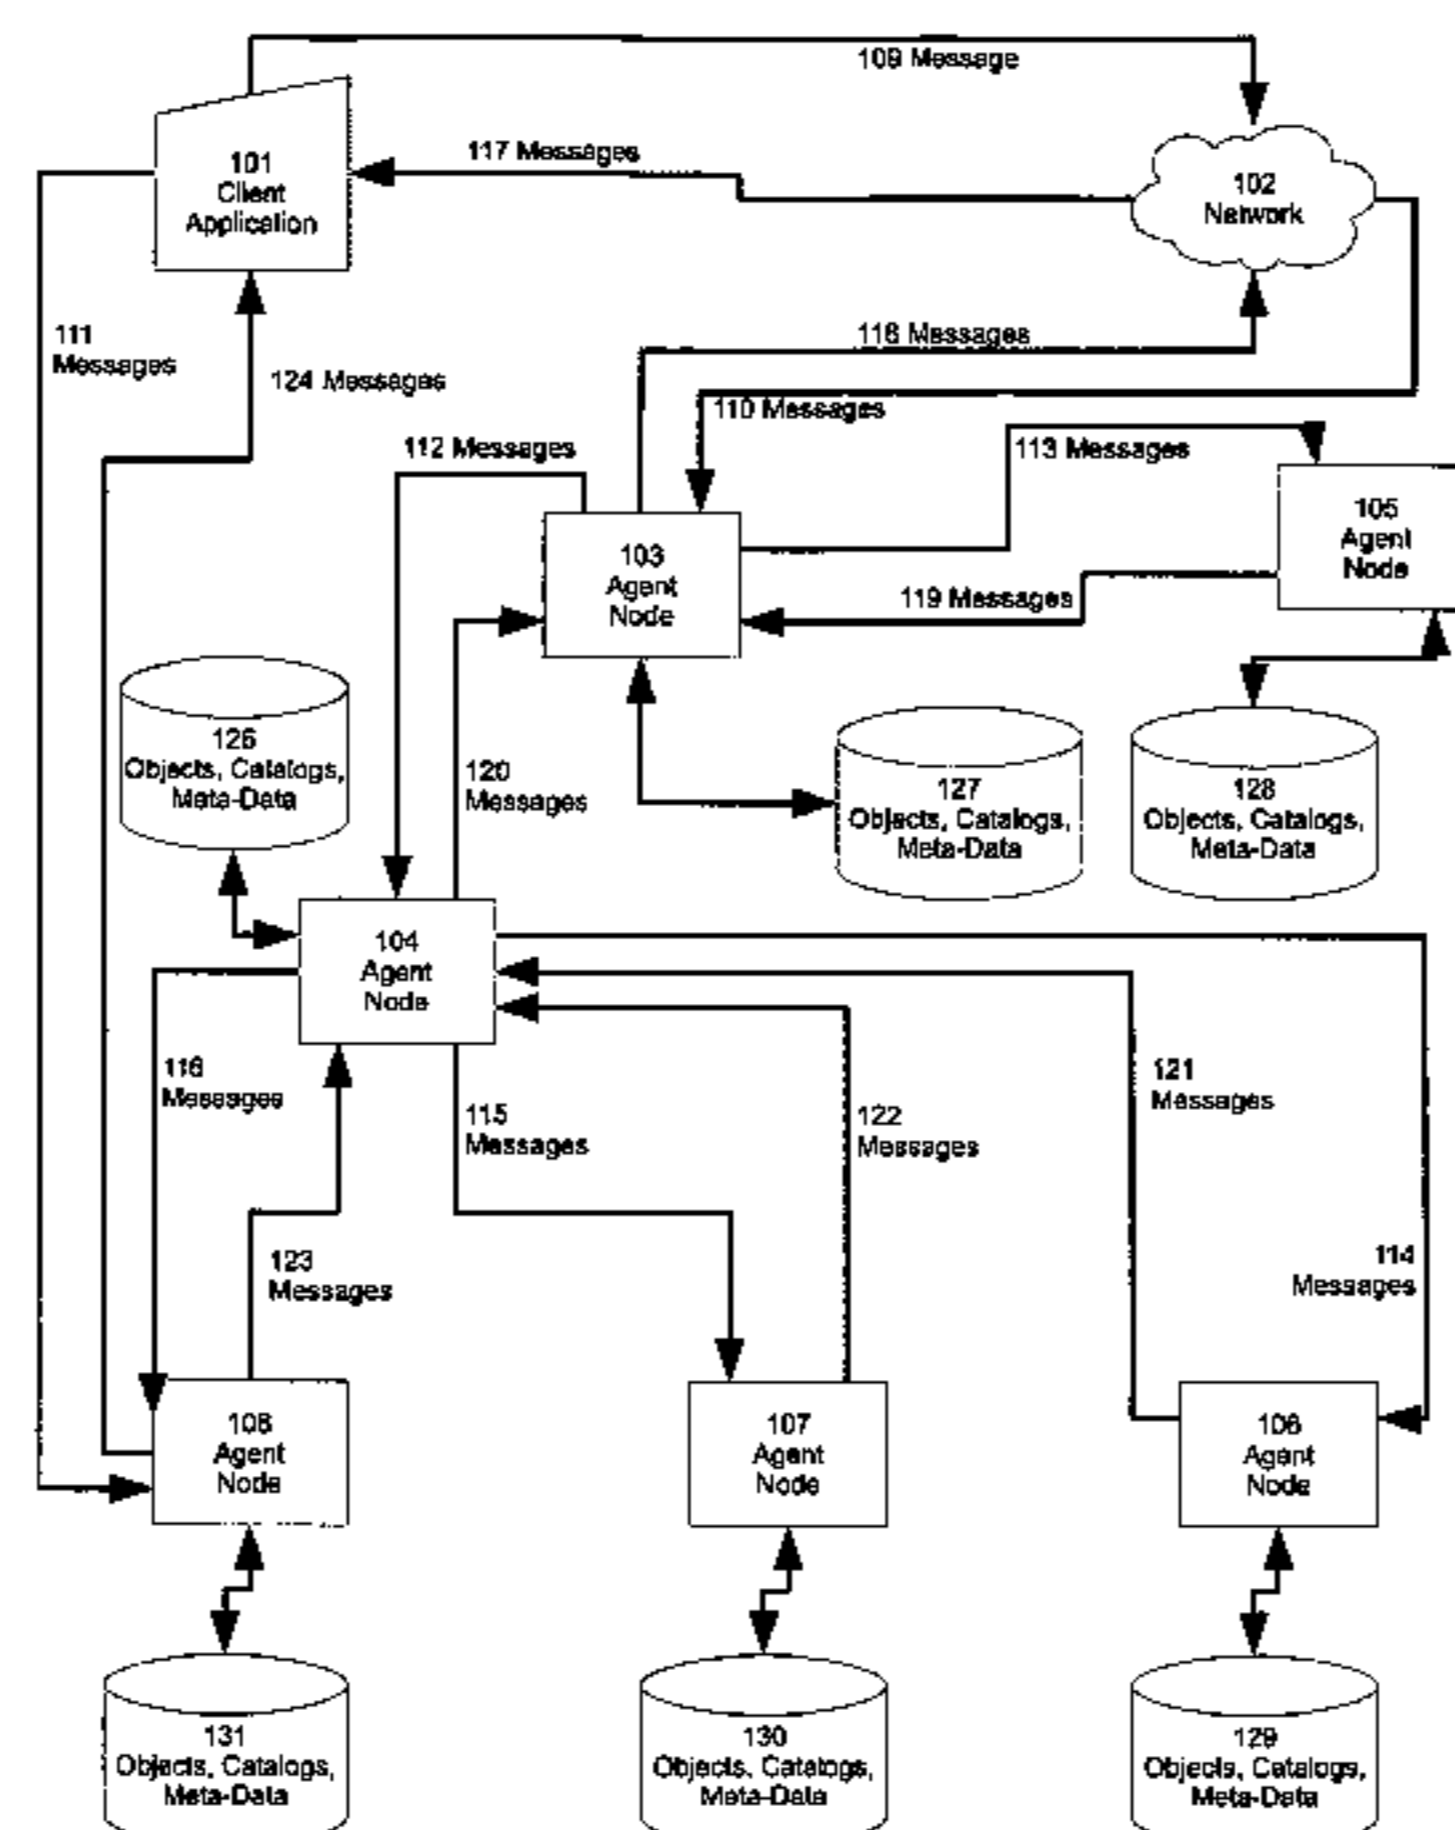 109 Message
117 Messages
101
Client
Application
102
Network
111
Messages
124 Messages
118 Messages
110 Messages
112 Messages
113 Messages
105
Agent
Node
103
Agent
Node
119 Messages
126
Objects, Catalogs,
Meta-Data
120
Messages
127
Objects, Catalogs,
Meta-Data
128
Objects, Catalogs,
Meta-Data
104
Agent
Node
116
Messages
115
Messages
122
Messages
121
Messages
123
Messages
114
Messages
108
Agent
Node
107
Agent
Node
106
Agent
Node
131
Objects, Catalogs,
Meta-Data
130
Objects, Catalogs,
Meta-Data
129
Objects, Catalogs,
Meta-Data